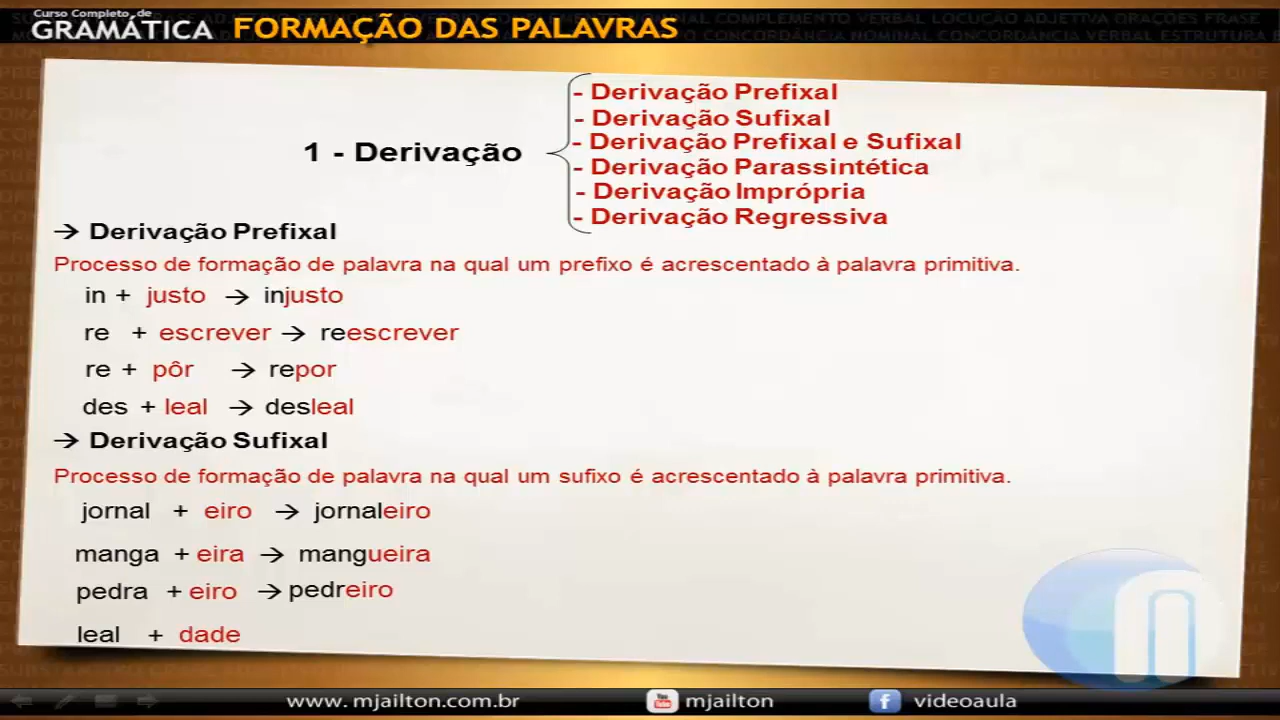 Curso Completo de
GRAMÁTICA FORMAÇÃO DAS PALAVRAS
1 - Derivação
- Derivação Prefixal
- Derivação Sufixal
- Derivação Prefixal e Sufixal
- Derivação Parassintética
- Derivação Imprópria
- Derivação Regressiva
→ Derivação Prefixal
Processo de formação de palavra na qual um prefixo é acrescentado à palavra primitiva.
in + justo → injusto
re + escrever → reescrever
re + pôr → repor
des + leal → desleal
→ Derivação Sufixal
Processo de formação de palavra na qual um sufixo é acrescentado à palavra primitiva.
jornal + eiro → jornaleiro
manga + eira → mangueira
pedra + eiro → pedreiro
leal + dade
www. mjailton.com.br You Tube mjailton f videoaula